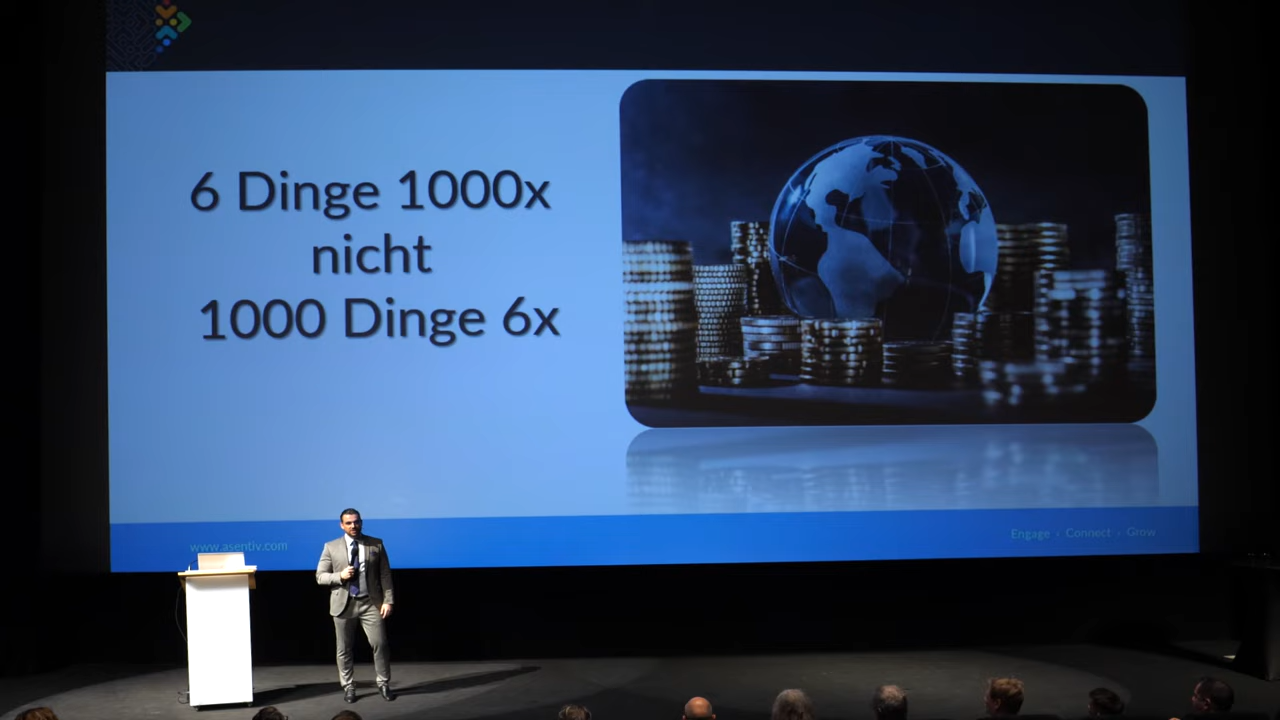 6 Dinge 1000x
nicht
1000 Dinge 6x
www.asentiv.com
Engage • Connect • Grow